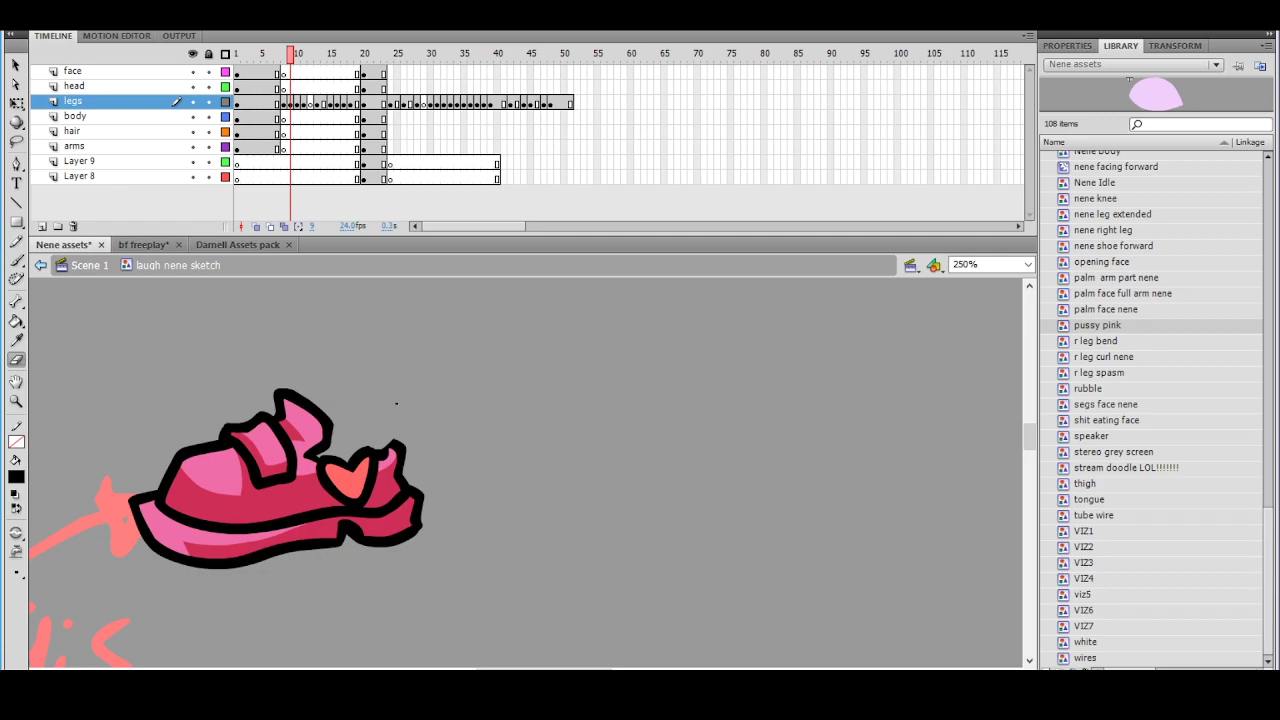 TIMELINE MOTION EDITOR OUTPUT
1 5 10 15 20 25 30 35 40 45 50 55 60 65 70 75 80 85 90 95 100 105 110 115
face
head
legs
body
hair
arms
Layer 9
Layer 8
9 24.0fps 0.3s
Nene assets* bf freeplay* Darnell Assets pack
Scene 1 laugh nene sketch 250%
PROPERTIES LIBRARY TRANSFORM
Nene assets
108 items
Name Linkage
Nene Body
nene facing forward
Nene Idle
nene knee
nene leg extended
nene right leg
nene shoe forward
opening face
palm arm part nene
palm face full arm nene
palm face nene
pussy pink
r leg bend
r leg curl nene
r leg spasm
rubble
segs face nene
shit eating face
speaker
stereo grey screen
stream doodle LOL!!!!!!!
thigh
tongue
tube wire
VIZ1
VIZ2
VIZ3
VIZ4
viz5
VIZ6
VIZ7
white
wires